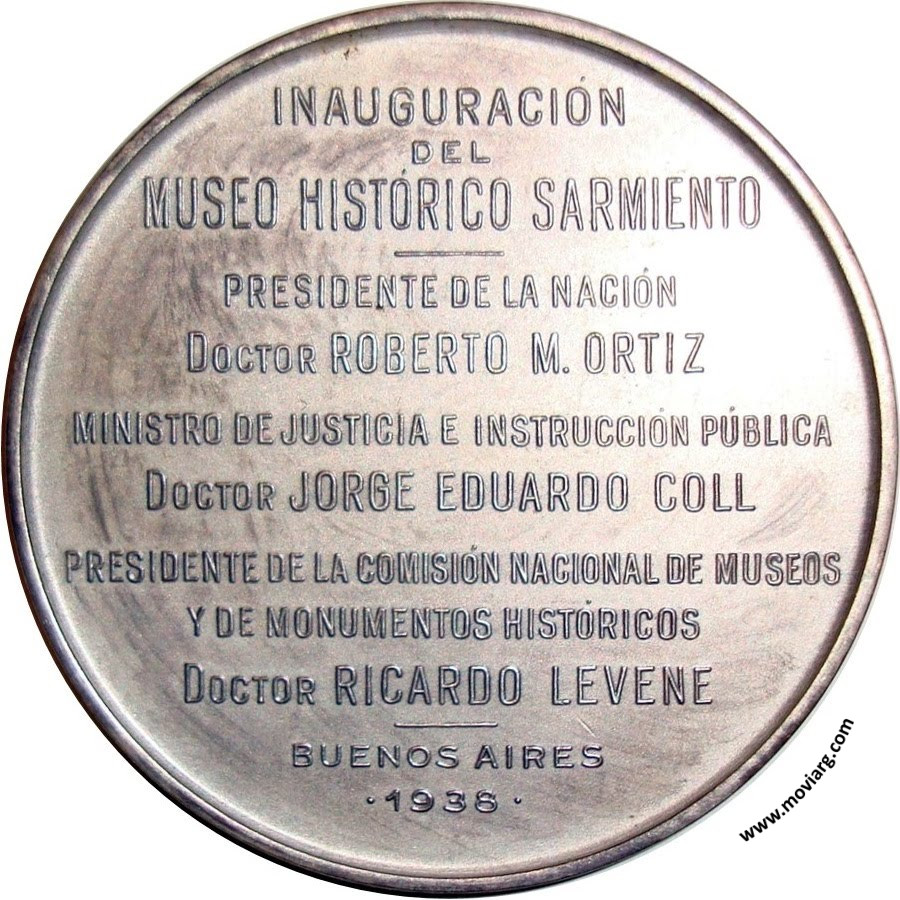 INAUGURACIÓN
DEL
MUSEO HISTÓRICO SARMIENTO
PRESIDENTE DE LA NACIÓN
DOCTOR ROBERTO M. ORTIZ
MINISTRO DE JUSTICIA E INSTRUCCIÓN PÚBLICA
DOCTOR JORGE EDUARDO COLL
PRESIDENTE DE LA COMISIÓN NACIONAL DE MUSEOS
Y DE MONUMENTOS HISTÓRICOS
DOCTOR RICARDO LEVENE
BUENOS AIRES
·1938·
www.moviarg.com